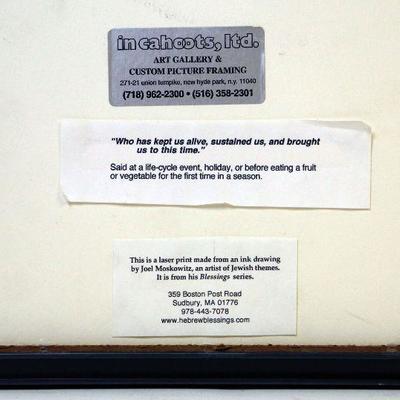 in cahoots, ltd.
ART GALLERY &
CUSTOM PICTURE FRAMING
271-21 union turnpike, new hyde park, n.y. 11040
(718) 962-2300 • (516) 358-2301
"Who has kept us alive, sustained us, and brought
us to this time."
Said at a life-cycle event, holiday, or before eating a fruit
or vegetable for the first time in a season.
This is a laser print made from an ink drawing
by Joel Moskowitz, an artist of Jewish themes.
It is from his Blessings series.
359 Boston Post Road
Sudbury, MA 01776
978-443-7078
www.hebrewblessings.com